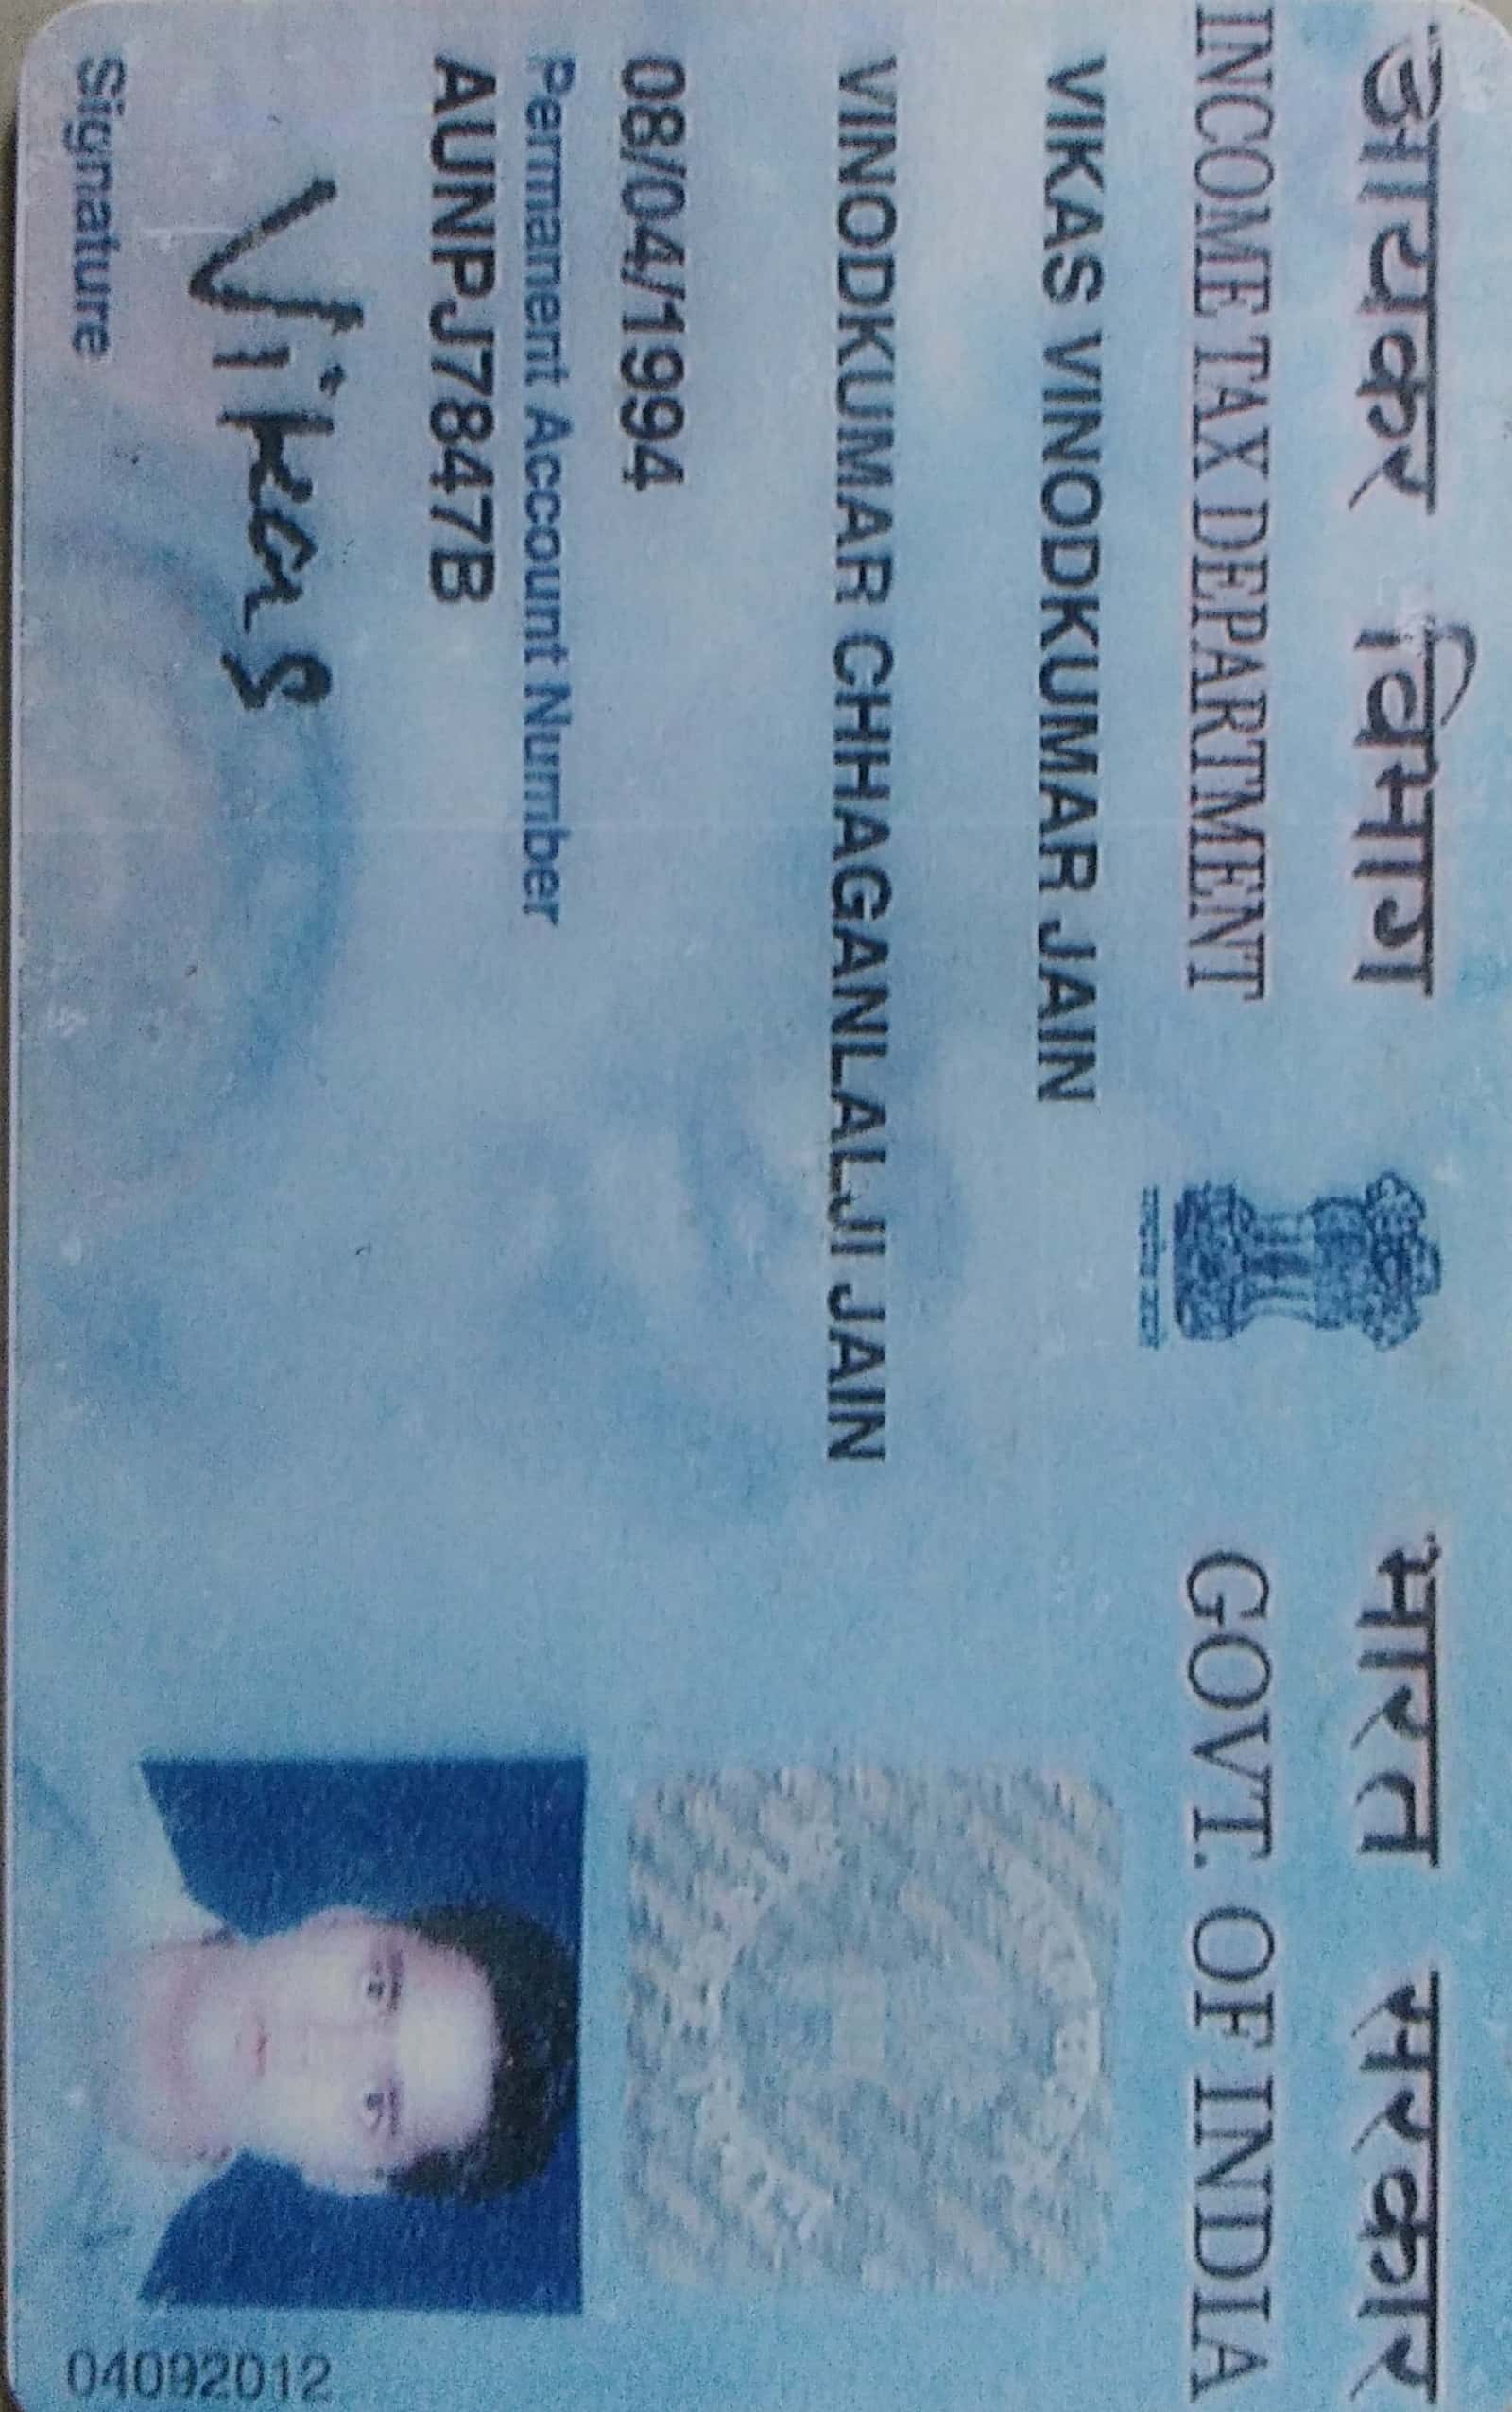 आयकर विभाग
INCOME TAX DEPARTMENT
भारत सरकार
GOVT. OF INDIA
VIKAS VINODKUMAR JAIN
VINODKUMAR CHHAGANLALJI JAIN
08/04/1994
Permanent Account Number
AUNPJ7847B
Vikas
Signature
04092012